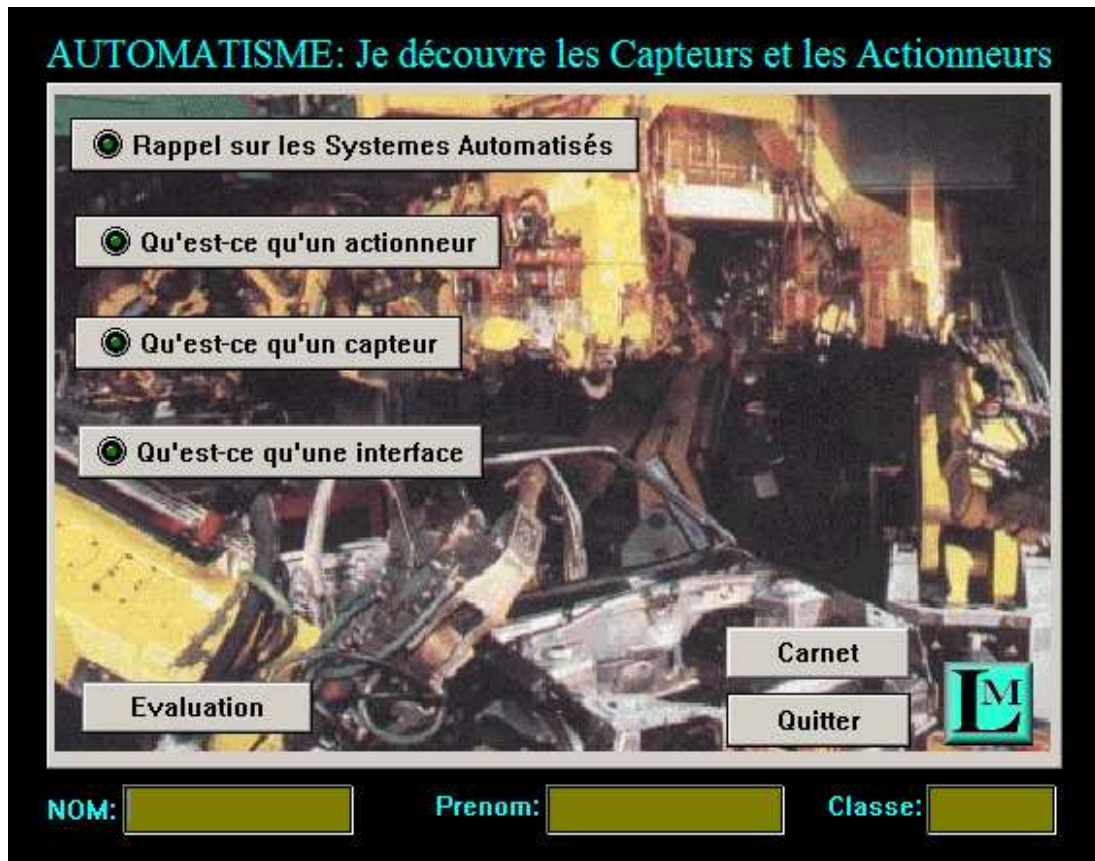 AUTOMATISME: Je découvre les Capteurs et les Actionneurs
Rappel sur les Systemes Automatisés
Qu'est-ce qu'un actionneur
Qu'est-ce qu'un capteur
Qu'est-ce qu'une interface
Carnet
Evaluation
Quitter
LM
NOM:
Prenom:
Classe: